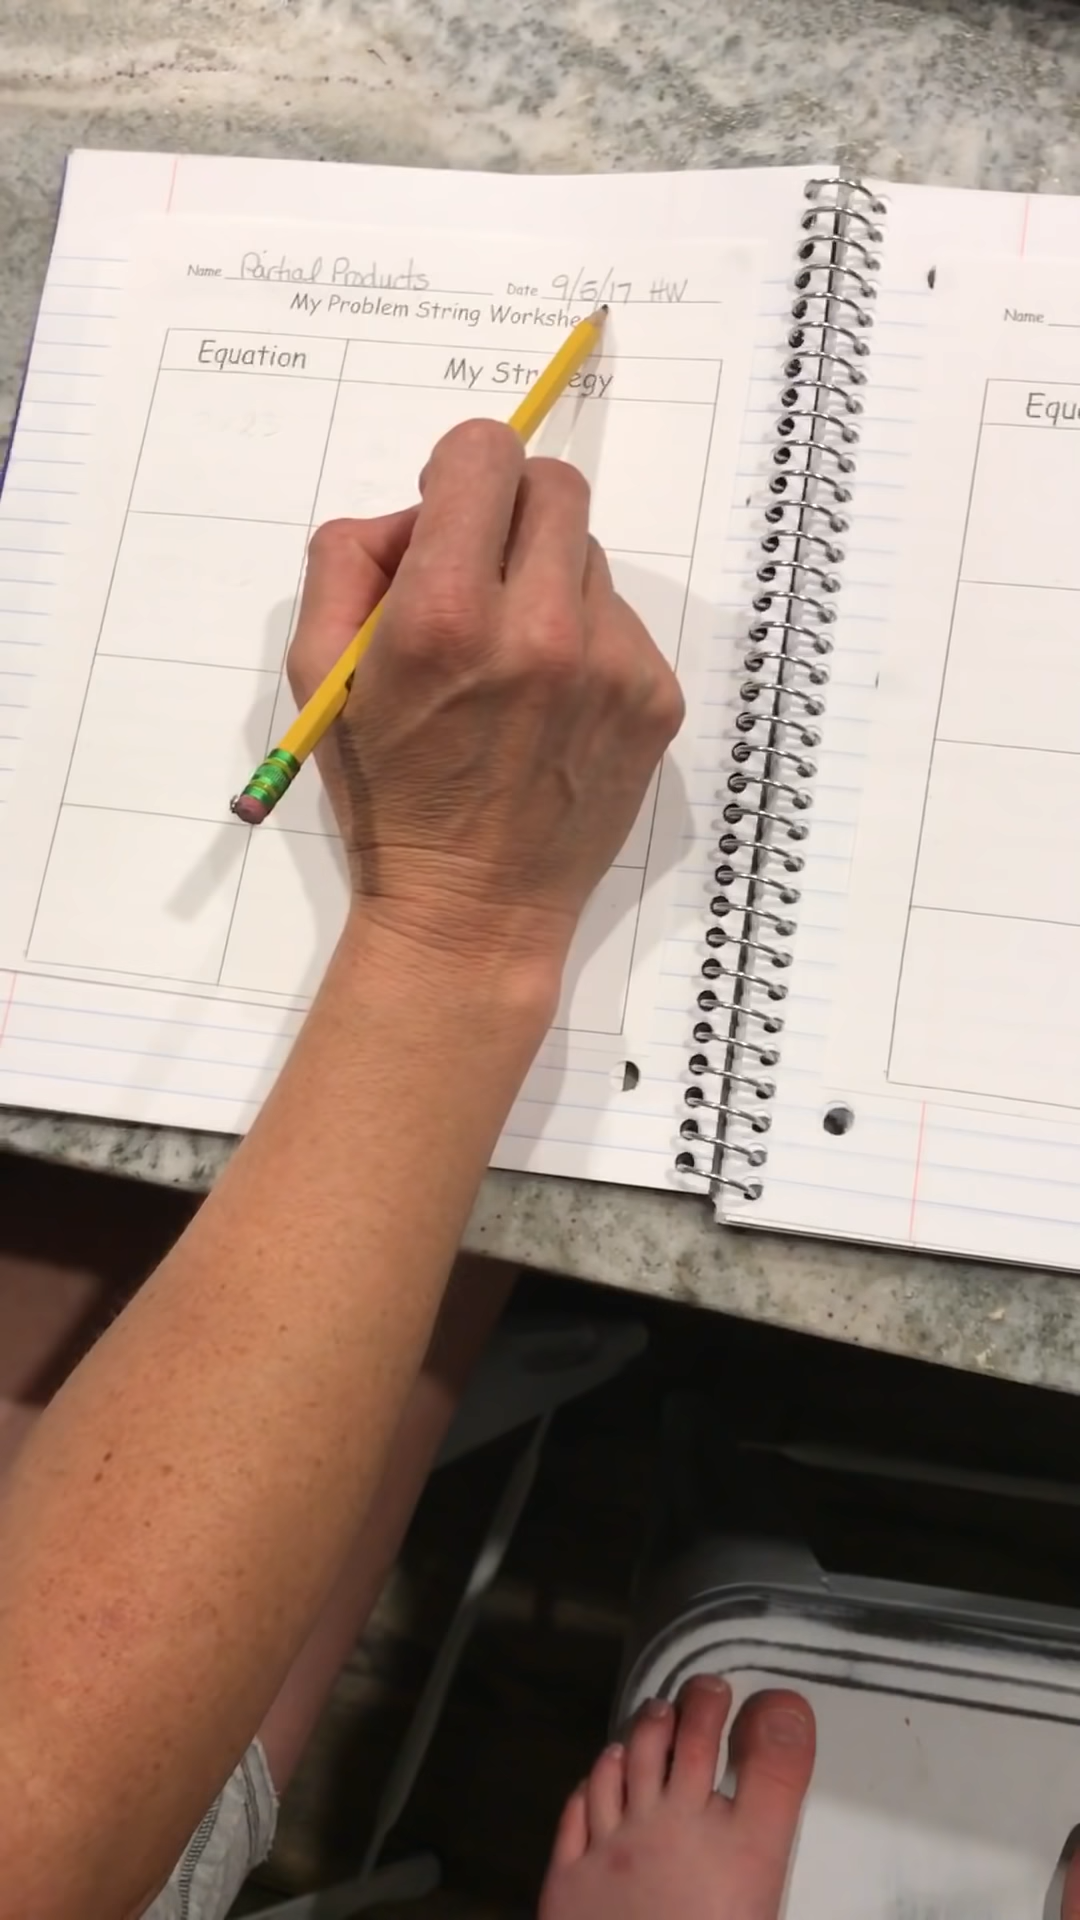 Name Partial Products Date 9/5/17 HW
My Problem String Workshe
Equation My Str egy
Name
Equ